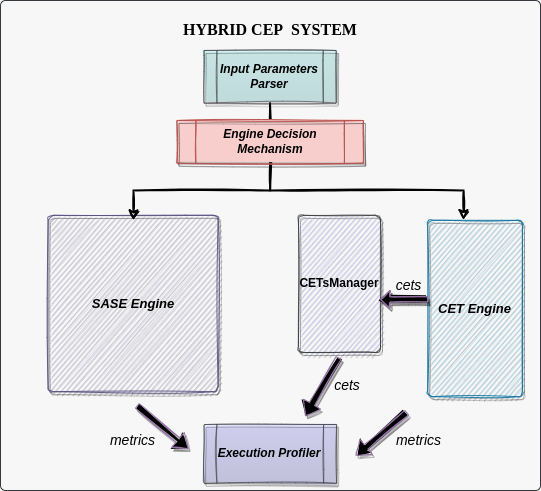 HYBRID CEP SYSTEM
Input Parameters
Parser
Engine Decision
Mechanism
SASE Engine
CETsManager
cets
CET Engine
cets
metrics
metrics
Execution Profiler